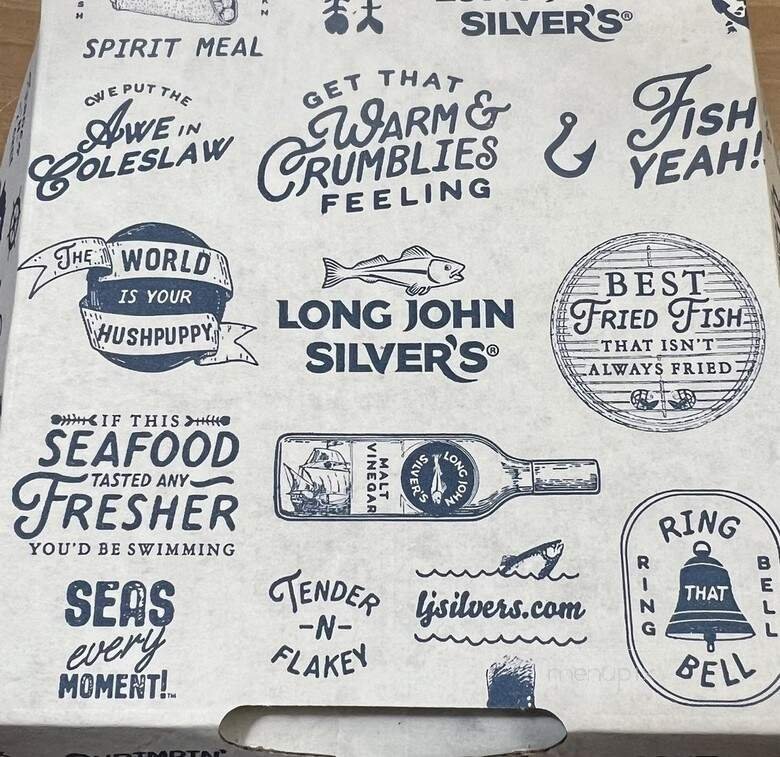 SILVER'S®
SPIRIT MEAL
WE PUT THE
AWE IN
COLESLAW
GET THAT
WARM &
CRUMBLIES
FEELING
FISH
YEAH!
THE WORLD
IS YOUR
HUSHPUPPY
LONG JOHN
SILVER'S®
BEST
FRIED FISH
THAT ISN'T
ALWAYS FRIED
IF THIS
SEAFOOD
TASTED ANY
FRESHER
YOU'D BE SWIMMING
MALT
VINEGAR
LONG JOHN
SILVER'S
RING
RING
THAT
BELL
BELL
SEAS
every
MOMENT!™
TENDER
-N-
FLAKEY
ljsilvers.com